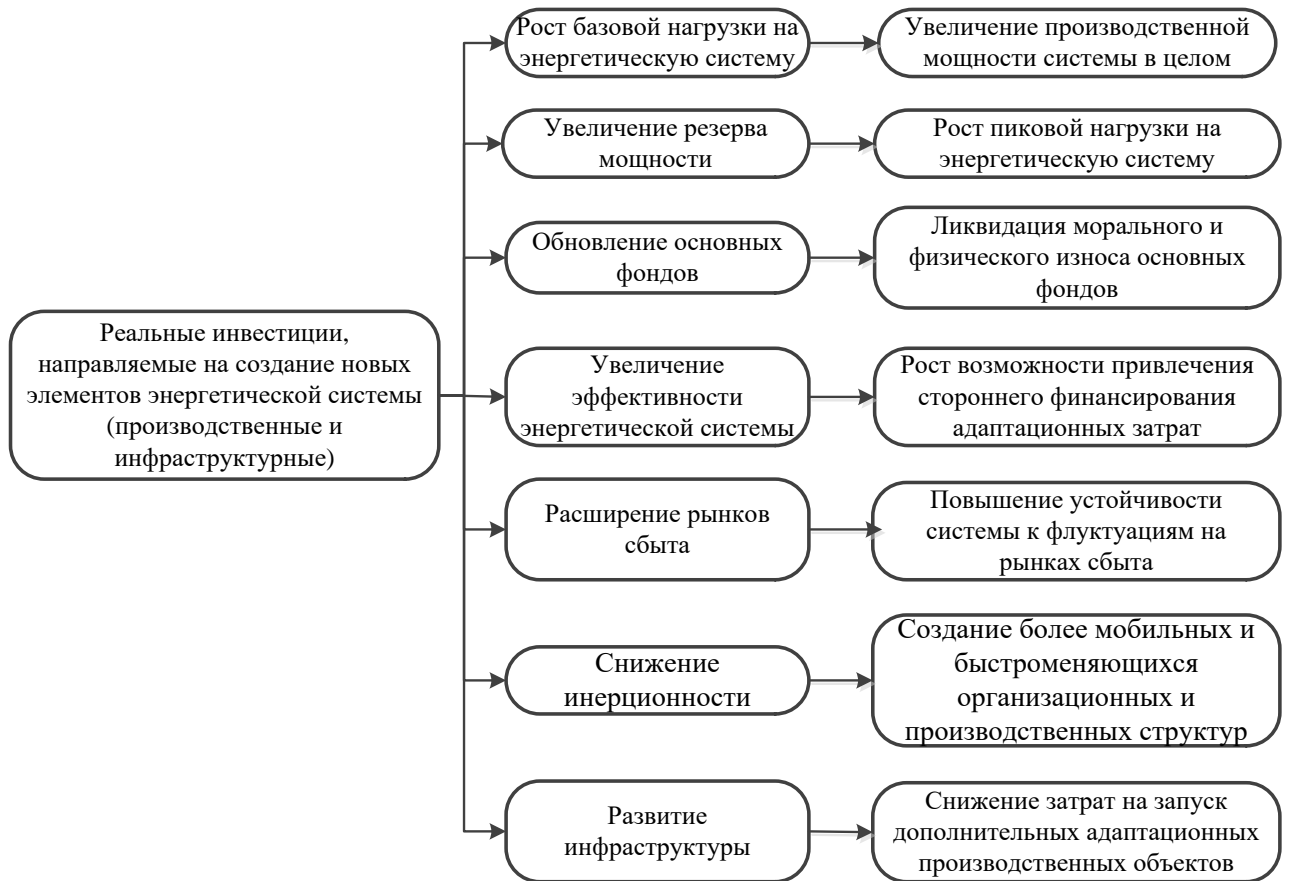 Рост базовой нагрузки на
энергетическую систему
Увеличение производственной
мощности системы в целом
Увеличение резерва
мощности
Рост пиковой нагрузки на
энергетическую систему
Обновление основных
фондов
Ликвидация морального и
физического износа основных
фондов
Реальные инвестиции,
направляемые на создание новых
элементов энергетической системы
(производственные и
инфраструктурные)
Увеличение
эффективности
энергетической системы
Рост возможности привлечения
стороннего финансирования
адаптационных затрат
Расширение рынков
сбыта
Повышение устойчивости
системы к флуктуациям на
рынках сбыта
Снижение
инерционности
Создание более мобильных и
быстроменяющихся
организационных и
производственных структур
Развитие
инфраструктуры
Снижение затрат на запуск
дополнительных адаптационных
производственных объектов